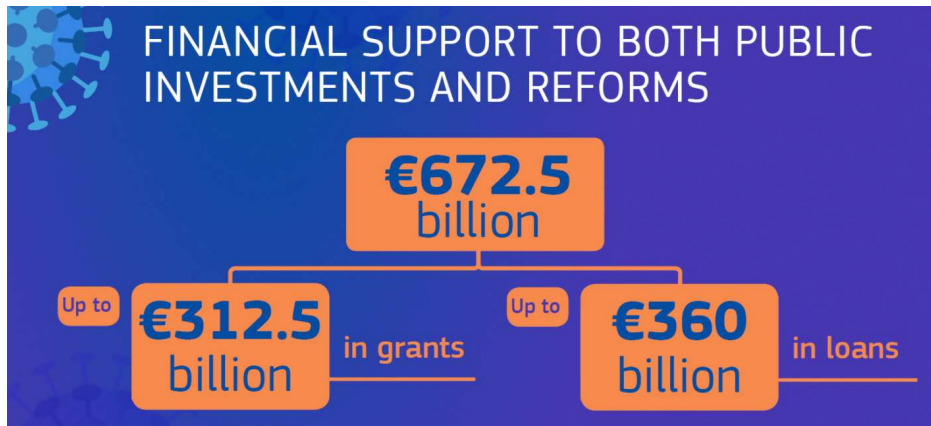 FINANCIAL SUPPORT TO BOTH PUBLIC
INVESTMENTS AND REFORMS
€672.5
billion
Up to
€312.5
billion
in grants
Up to
€360
billion
in loans